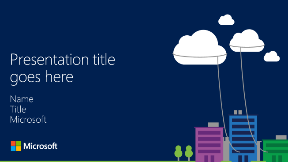 Presentation title
goes here
Name
Title
Microsoft
Microsoft